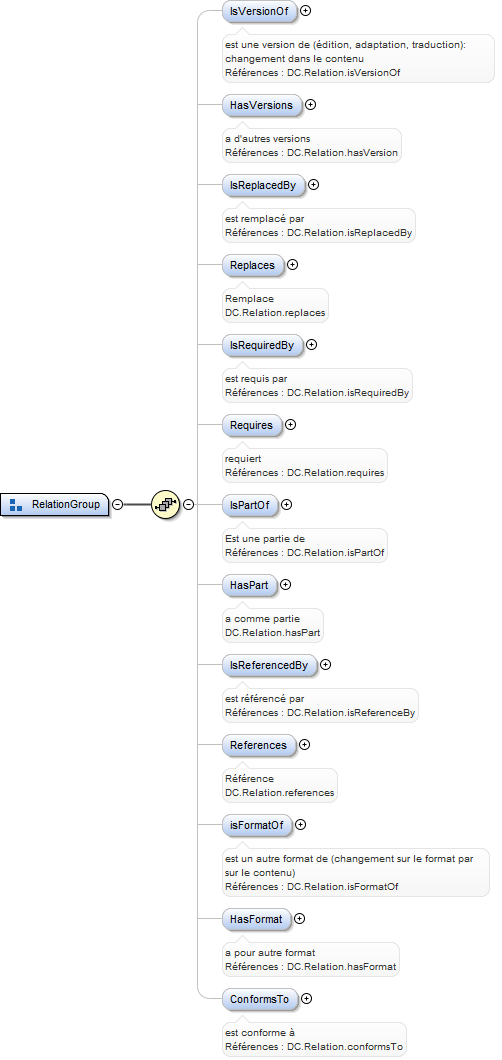 IsVersionOf
est une version de (édition, adaptation, traduction):
changement dans le contenu
Références : DC.Relation.isVersionOf
HasVersions
a d'autres versions
Références : DC.Relation.hasVersion
IsReplacedBy
est remplacé par
Références : DC.Relation.isReplacedBy
Replaces
Remplace
DC.Relation.replaces
IsRequiredBy
est requis par
Références : DC.Relation.isRequiredBy
Requires
requiert
Références : DC.Relation.requires
RelationGroup
IsPartOf
Est une partie de
Références : DC.Relation.isPartOf
HasPart
a comme partie
DC.Relation.hasPart
IsReferencedBy
est référencé par
Références : DC.Relation.isReferenceBy
References
Référence
DC.Relation.references
isFormatOf
est un autre format de (changement sur le format par
sur le contenu)
Références : DC.Relation.isFormatOf
HasFormat
a pour autre format
Références : DC.Relation.hasFormat
ConformsTo
est conforme à
Références : DC.Relation.conformsTo